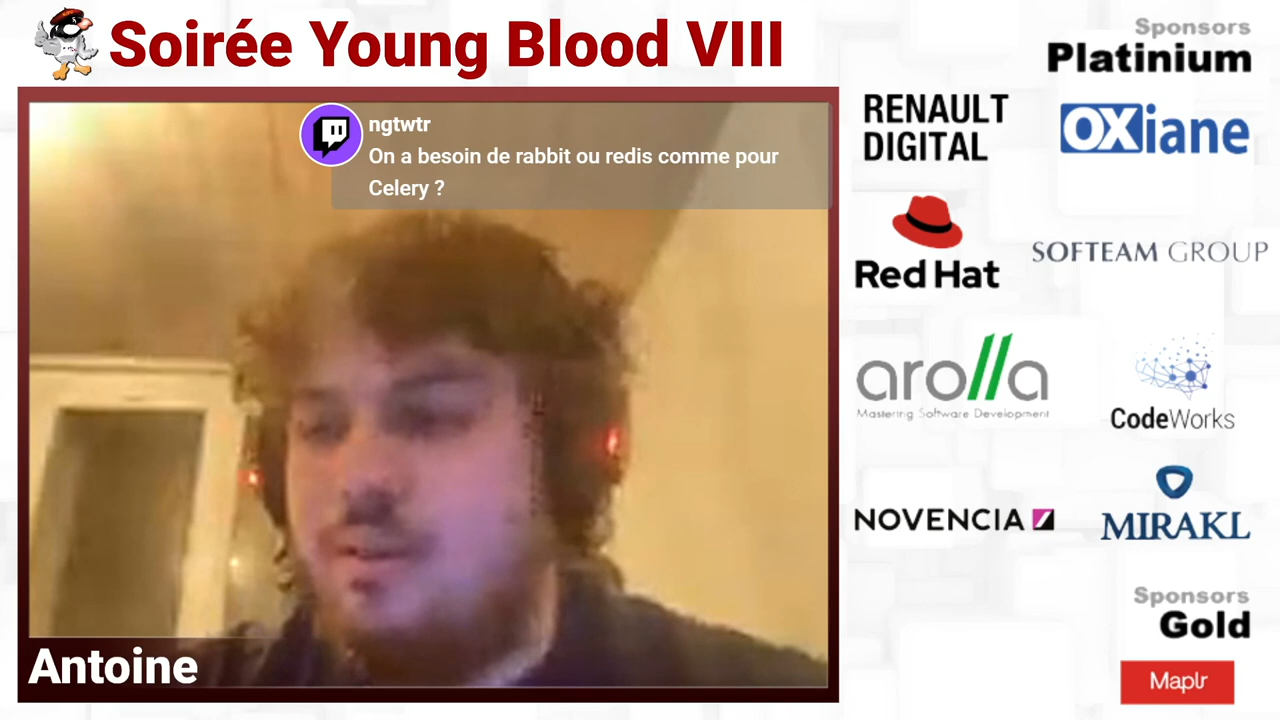 Soirée Young Blood VIII
ngtwtr
On a besoin de rabbit ou redis comme pour
Celery ?
Antoine
Sponsors
Platinium
RENAULT
DIGITAL
OXiane
Red Hat
SOFTEAM GROUP
arolla
Mastering Software Development
CodeWorks
NOVENCIA
MIRAKL
Sponsors
Gold
Maplr